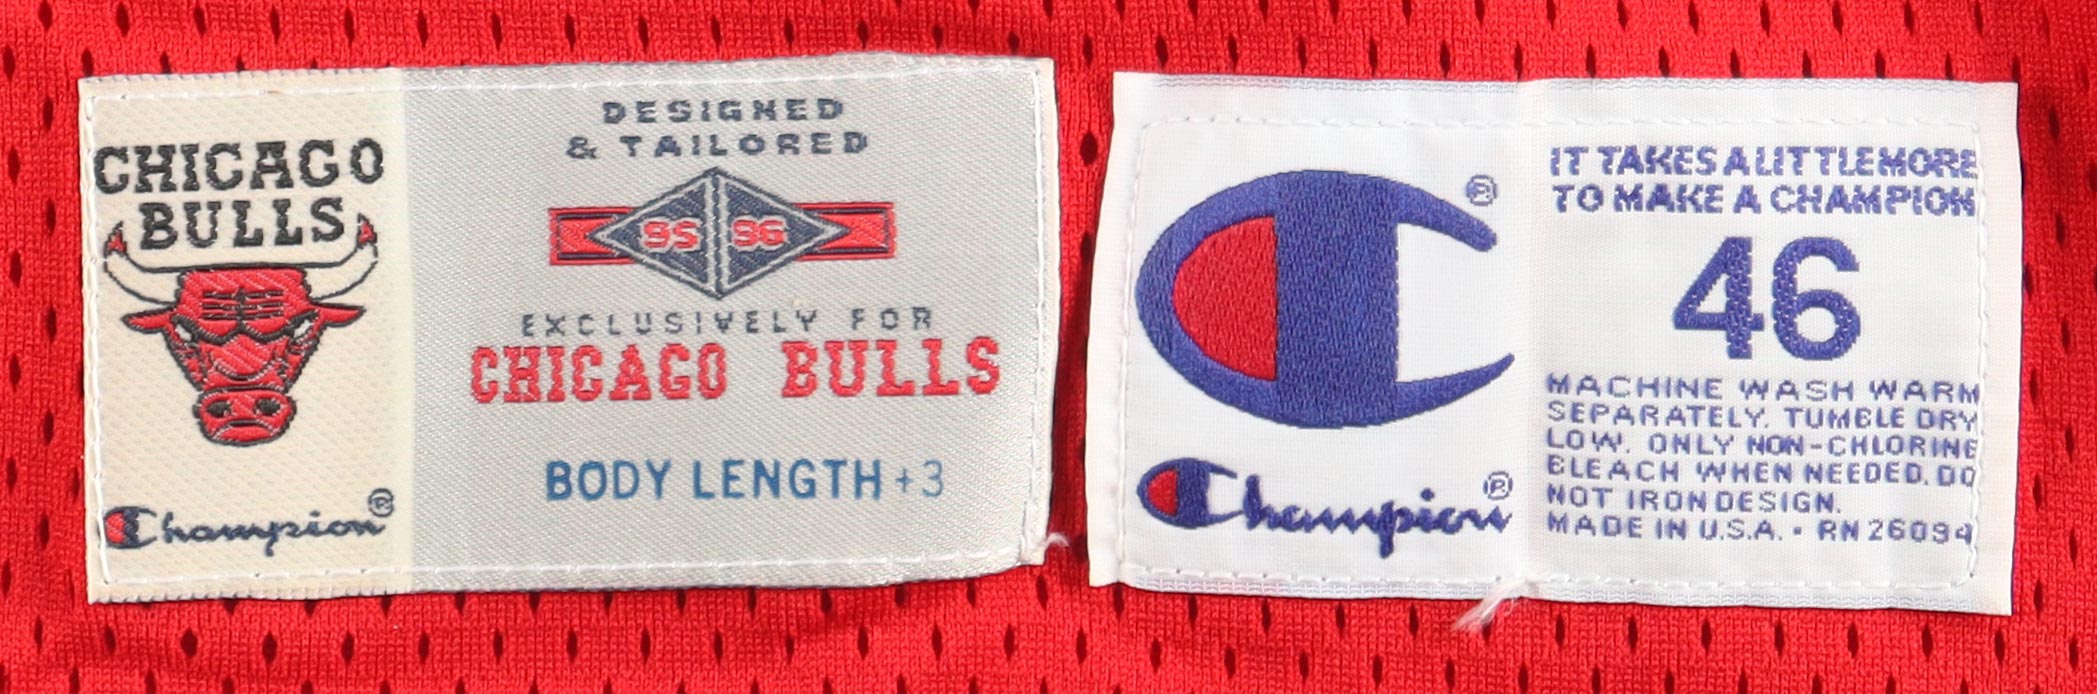 CHICAGO
BULLS
Champion®
DESIGNED
& TAILORED
95 96
EXCLUSIVELY FOR
CHICAGO BULLS
BODY LENGTH +3
®
Champion®
IT TAKES A LITTLE MORE
TO MAKE A CHAMPION
46
MACHINE WASH WARM
SEPARATELY. TUMBLE DRY
LOW. ONLY NON-CHLORINE
BLEACH WHEN NEEDED. DO
NOT IRON DESIGN.
MADE IN U.S.A. • RN 26094